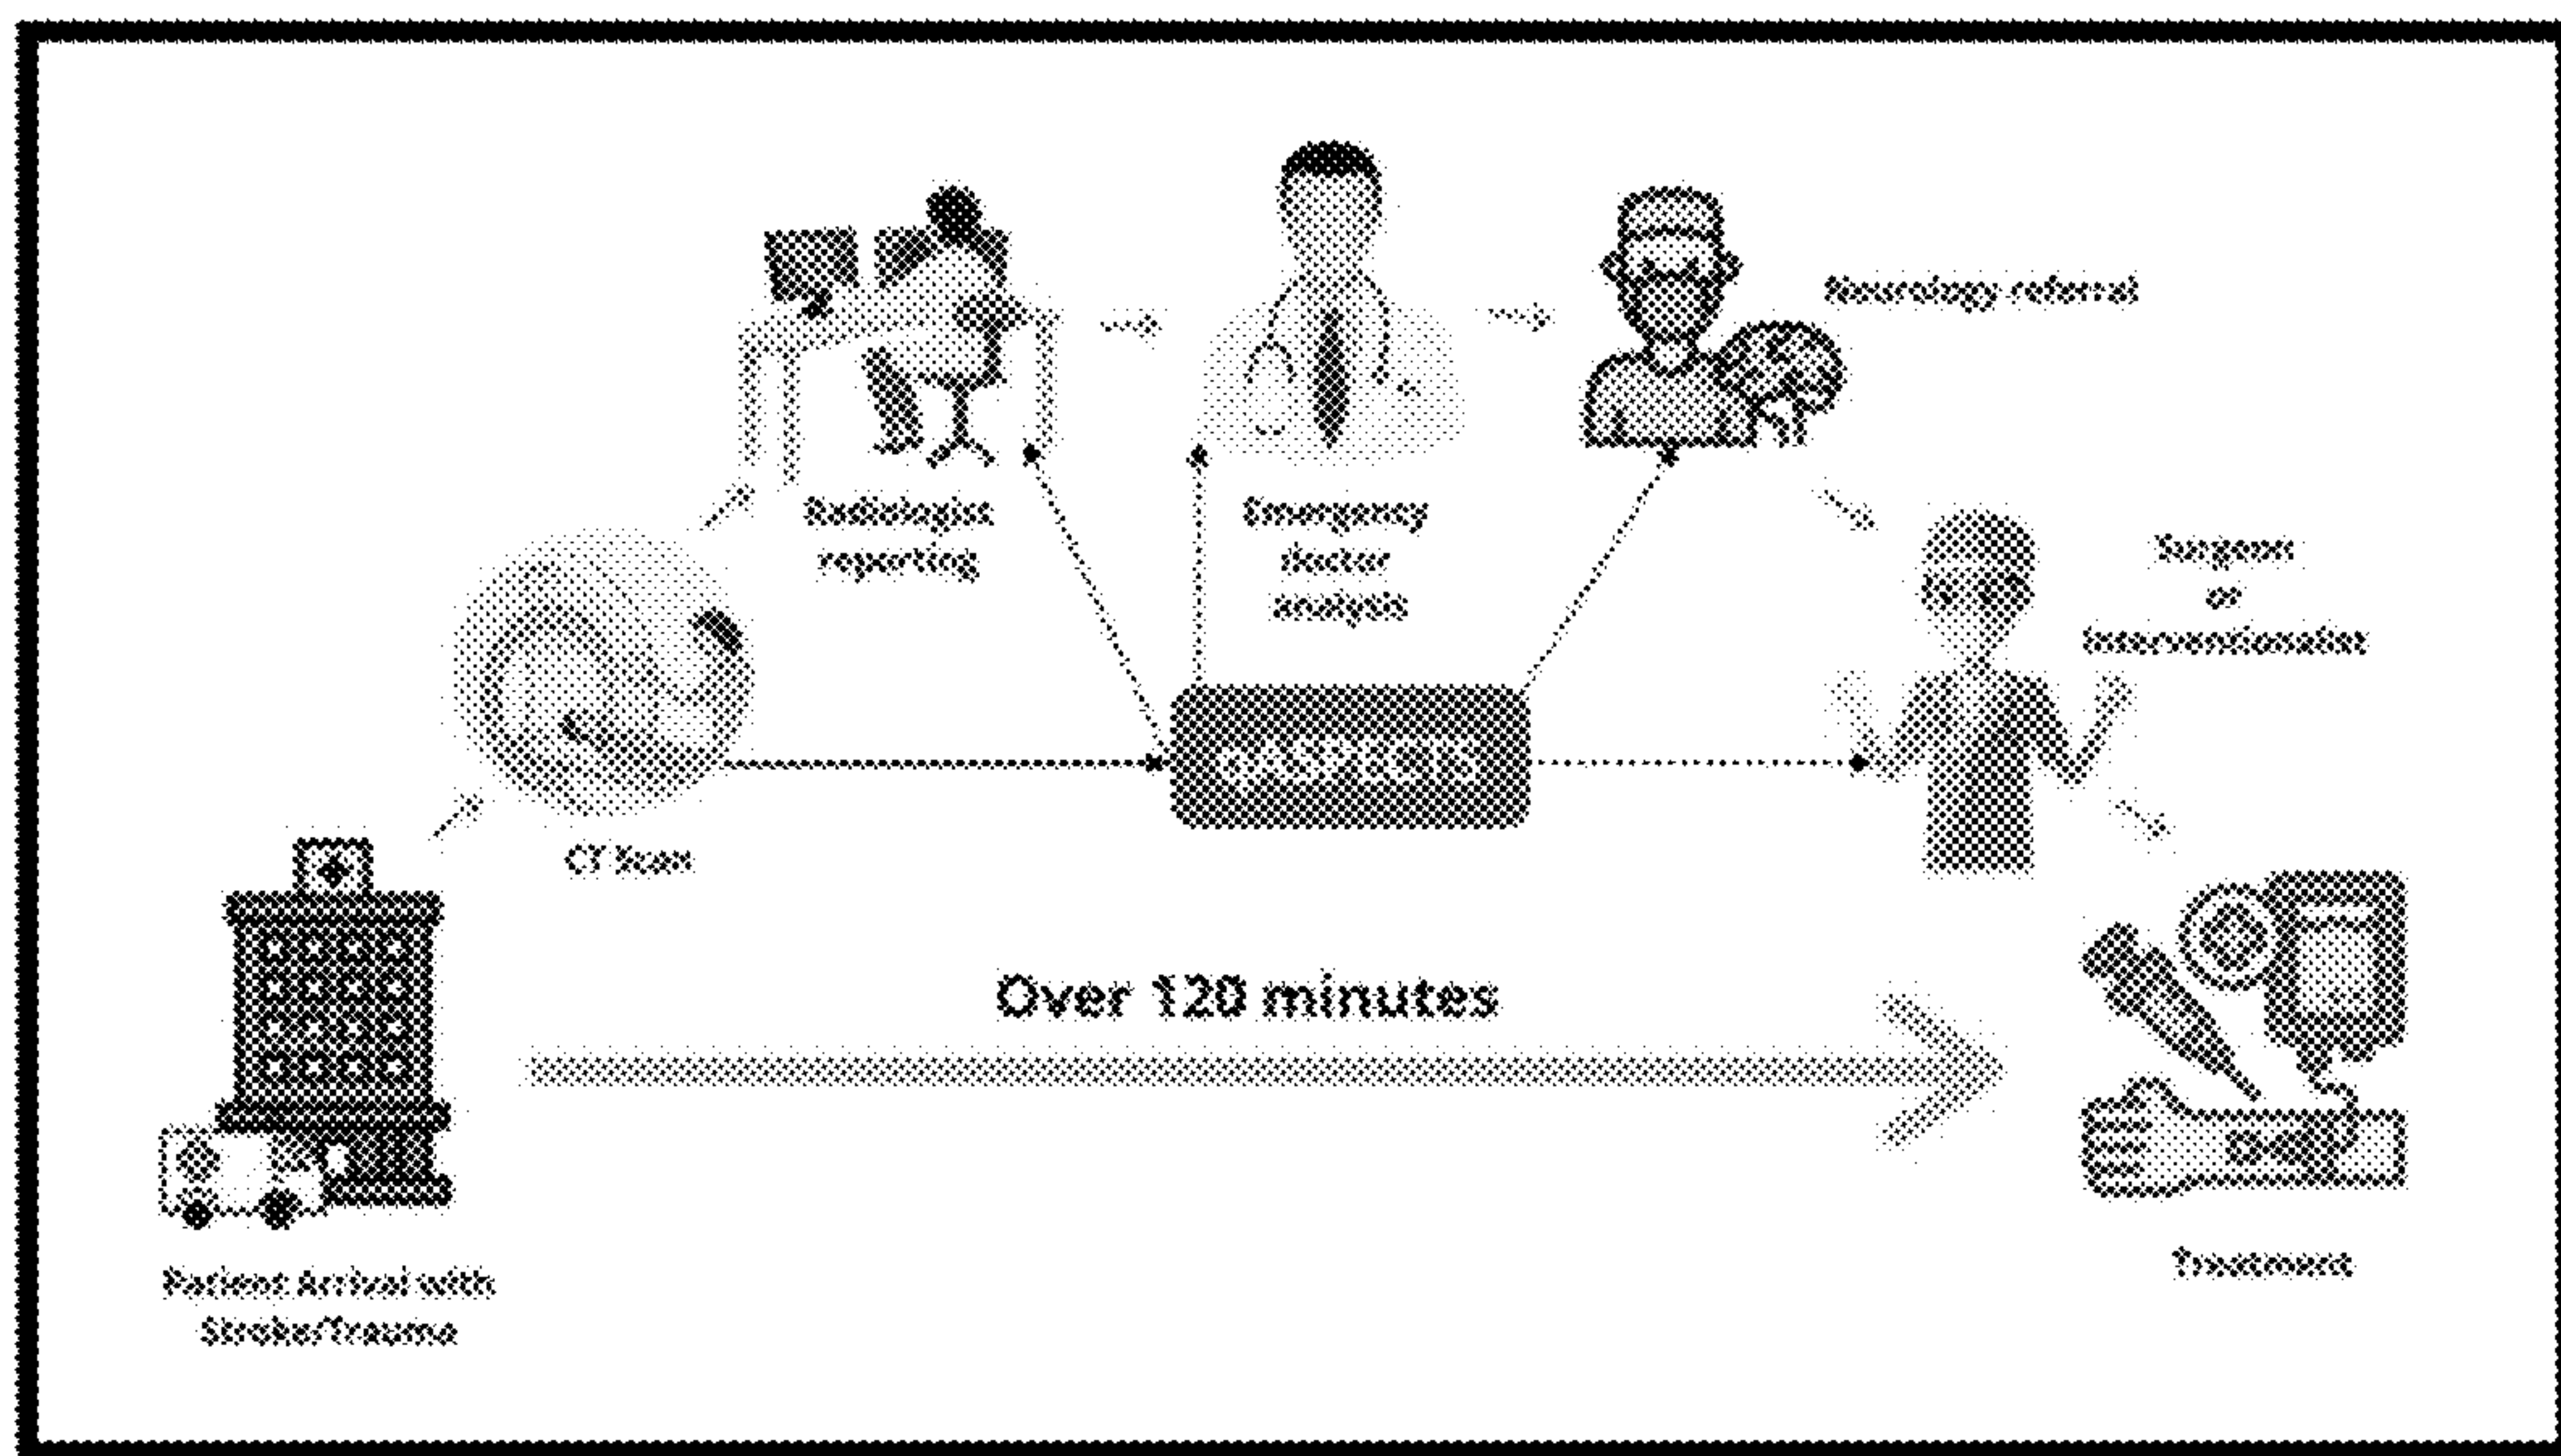 Neurology referral
Radiologist
reporting
Emergency
doctor
analysis
Surgeon
or
Interventionalist
CT Scan
Over 120 minutes
Patient Arrival with
Stroke/Trauma
Treatment